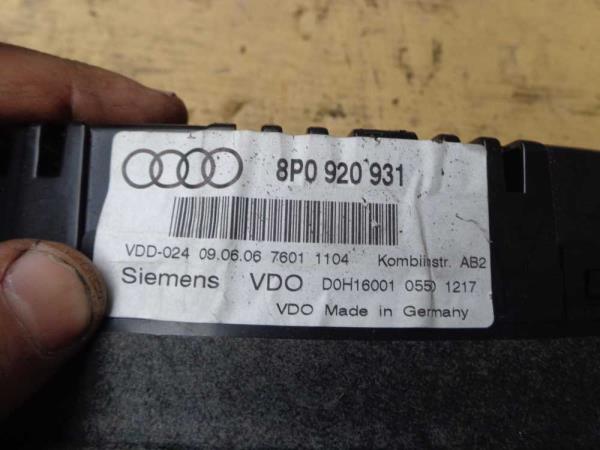 8P0 920 931
VDD-024 09.06.06 7601 1104 Kombiinstr. AB2
Siemens VDO D0H16001 0550 1217
VDO Made in Germany